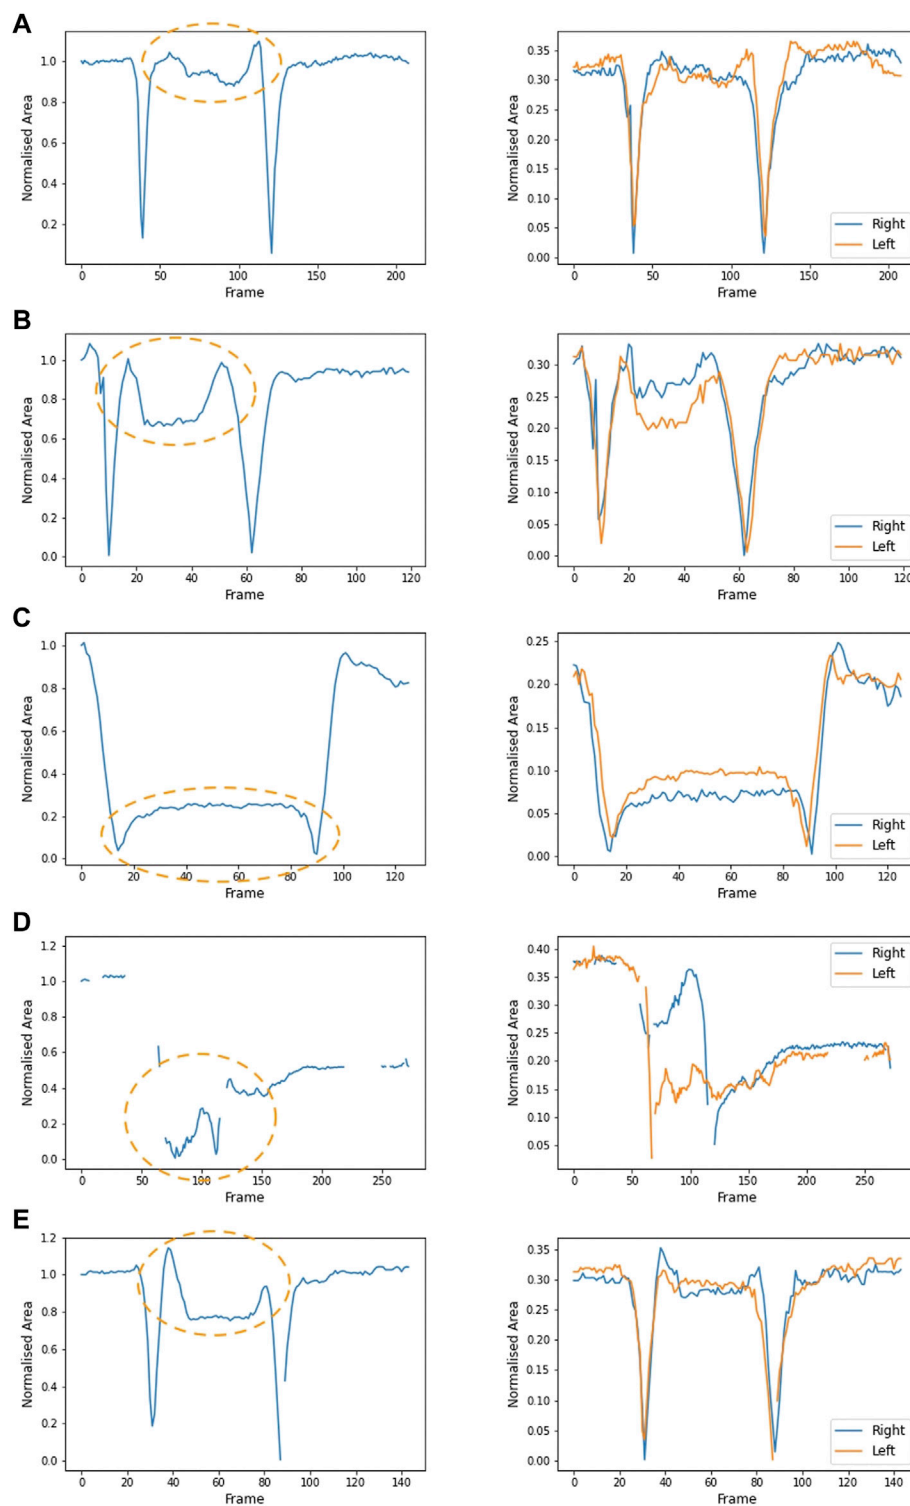 A
Normalised Area
1.0
0.8
0.6
0.4
0.2
0 50 100 150 200
Frame
Normalised Area
0.35
0.30
0.25
0.20
0.15
0.10
0.05
0.00
Right
Left
0 50 100 150 200
Frame
B
Normalised Area
1.0
0.8
0.6
0.4
0.2
0.0
0 20 40 60 80 100 120
Frame
Normalised Area
0.30
0.25
0.20
0.15
0.10
0.05
0.00
Right
Left
0 20 40 60 80 100 120
Frame
C
Normalised Area
1.0
0.8
0.6
0.4
0.2
0.0
0 20 40 60 80 100 120
Frame
Normalised Area
0.25
0.20
0.15
0.10
0.05
0.00
Right
Left
0 20 40 60 80 100 120
Frame
D
Normalised Area
1.2
1.0
0.8
0.6
0.4
0.2
0.0
0 50 100 150 200 250
Frame
Normalised Area
0.40
0.35
0.30
0.25
0.20
0.15
0.10
0.05
Right
Left
0 50 100 150 200 250
Frame
E
Normalised Area
1.2
1.0
0.8
0.6
0.4
0.2
0.0
0 20 40 60 80 100 120 140
Frame
Normalised Area
0.35
0.30
0.25
0.20
0.15
0.10
0.05
0.00
Right
Left
0 20 40 60 80 100 120 140
Frame